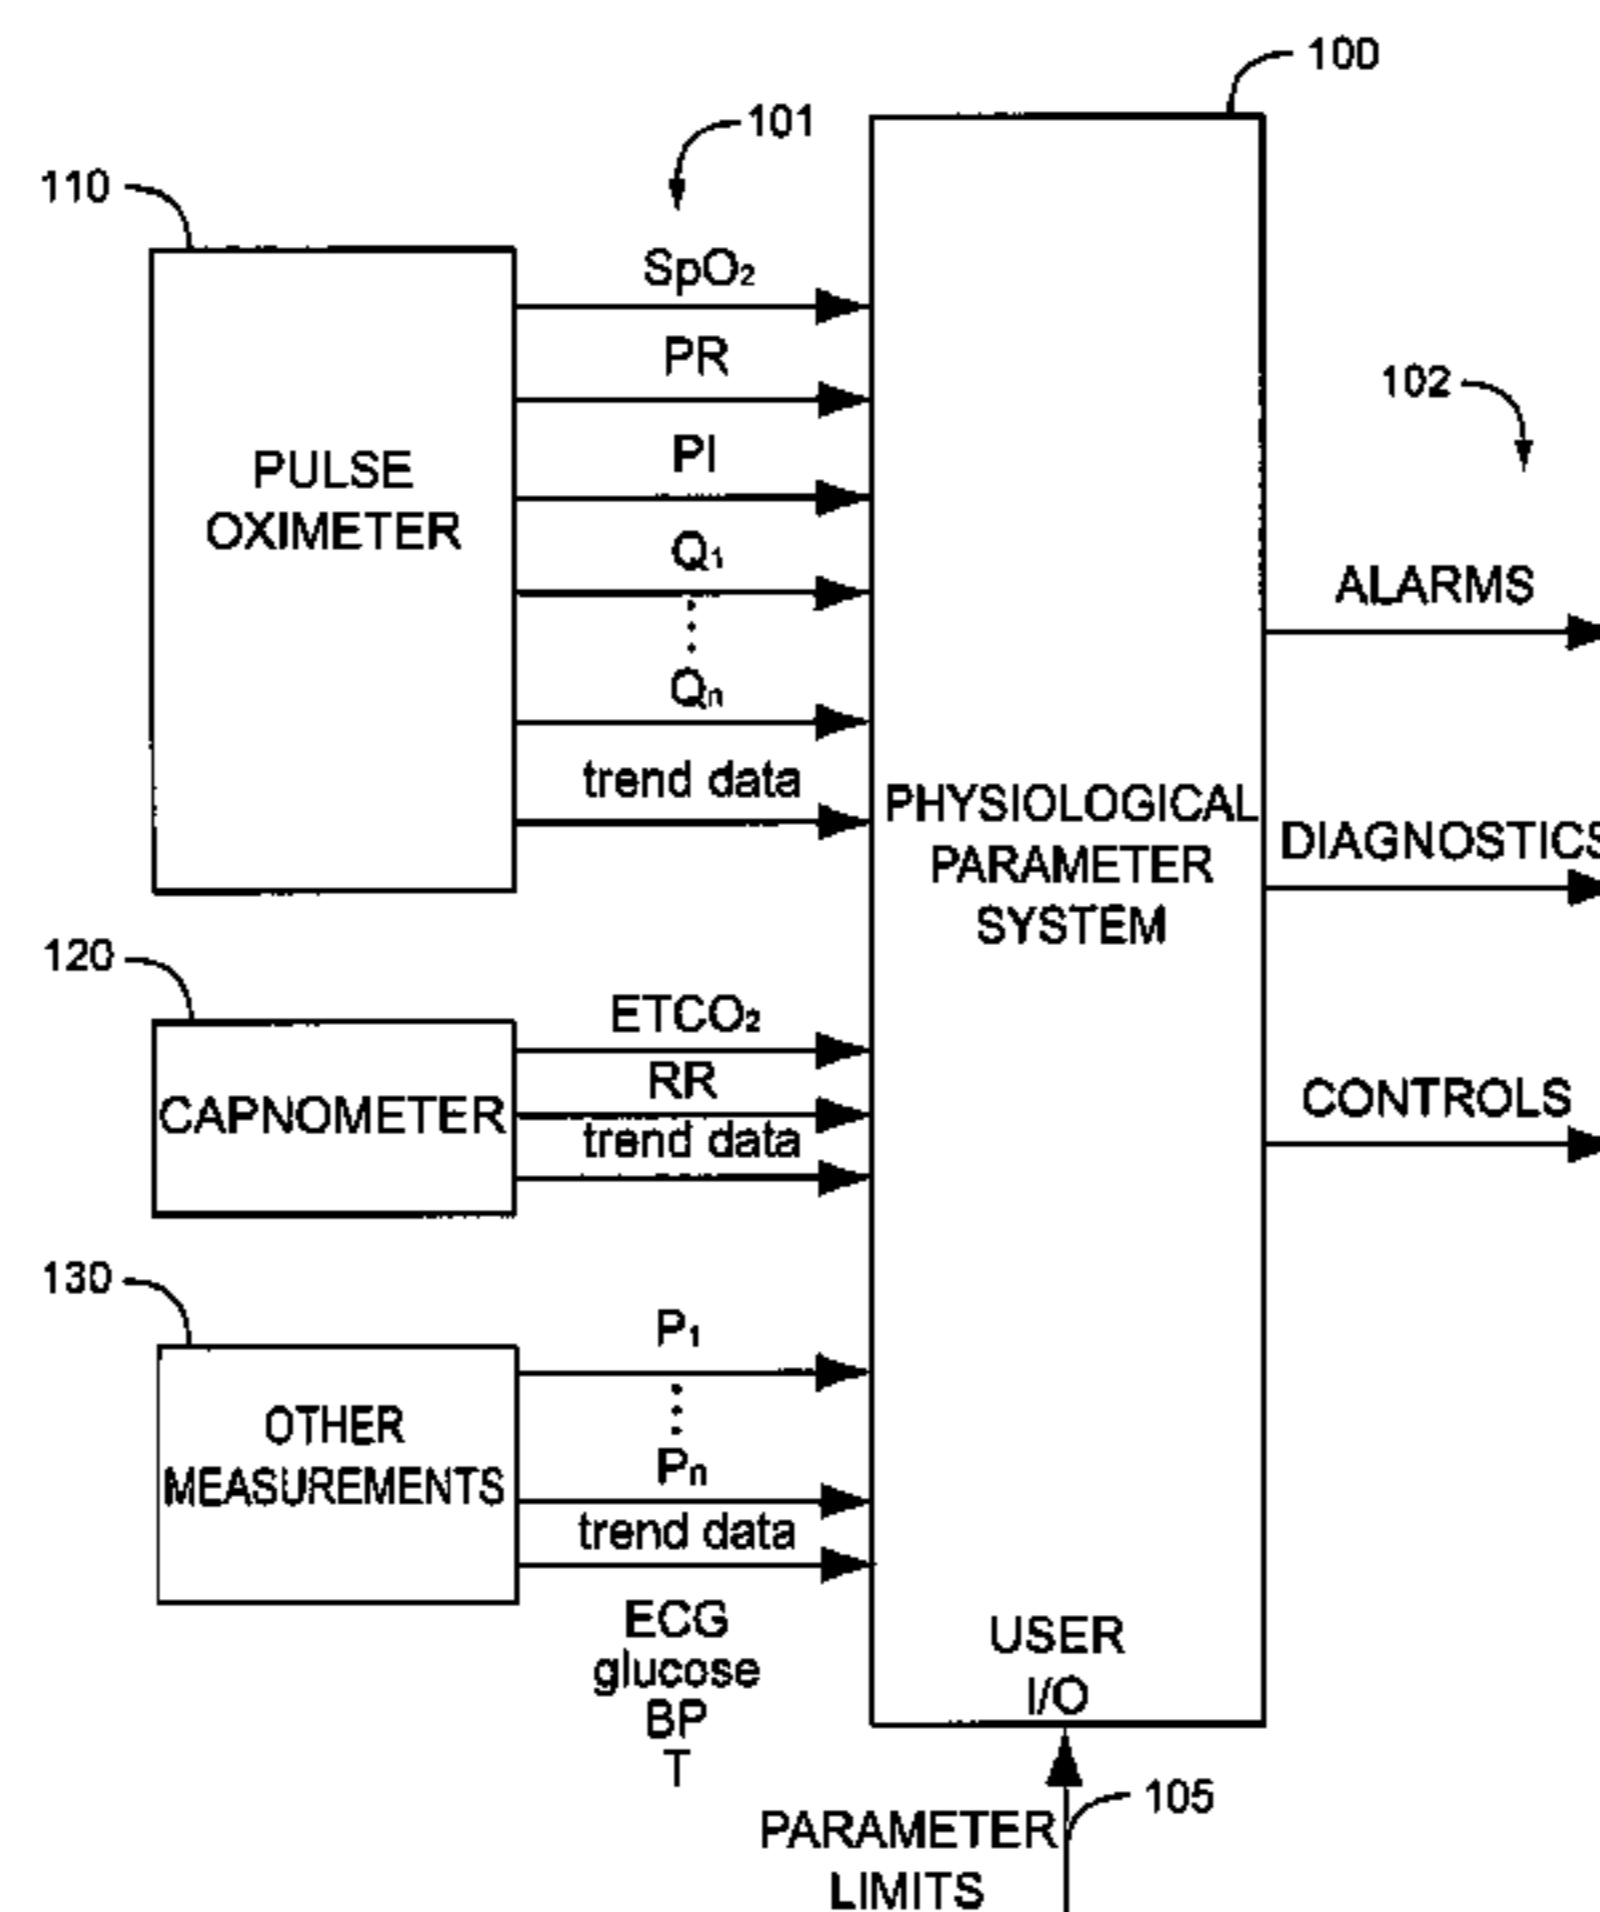 100
101
110
SpO₂
PR
PI
Q₁
Qₙ
trend data
PULSE
OXIMETER
102
ALARMS
PHYSIOLOGICAL
PARAMETER
SYSTEM
DIAGNOSTICS
CONTROLS
120
ETCO₂
RR
trend data
CAPNOMETER
130
P₁
Pₙ
trend data
OTHER
MEASUREMENTS
ECG
glucose
BP
T
USER
I/O
105
PARAMETER
LIMITS